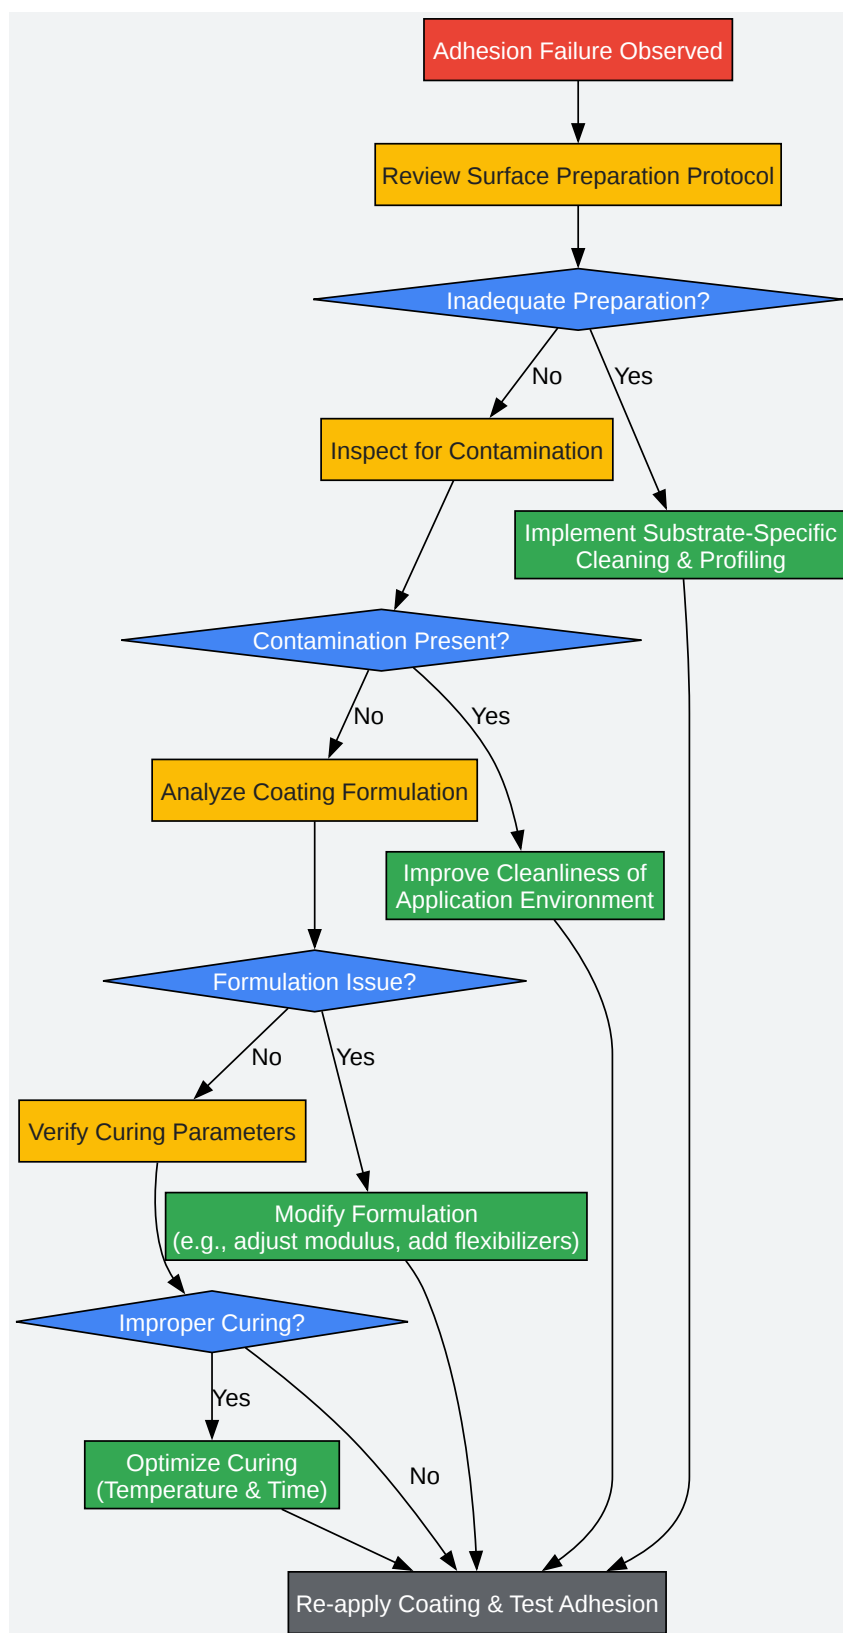 Adhesion Failure Observed
Review Surface Preparation Protocol
Inadequate Preparation?
No
Yes
Inspect for Contamination
Implement Substrate-Specific
Cleaning & Profiling
Contamination Present?
No
Yes
Analyze Coating Formulation
Improve Cleanliness of
Application Environment
Formulation Issue?
No
Yes
Verify Curing Parameters
Modify Formulation
(e.g., adjust modulus, add flexibilizers)
Improper Curing?
Yes
Optimize Curing
(Temperature & Time)
No
Re-apply Coating & Test Adhesion